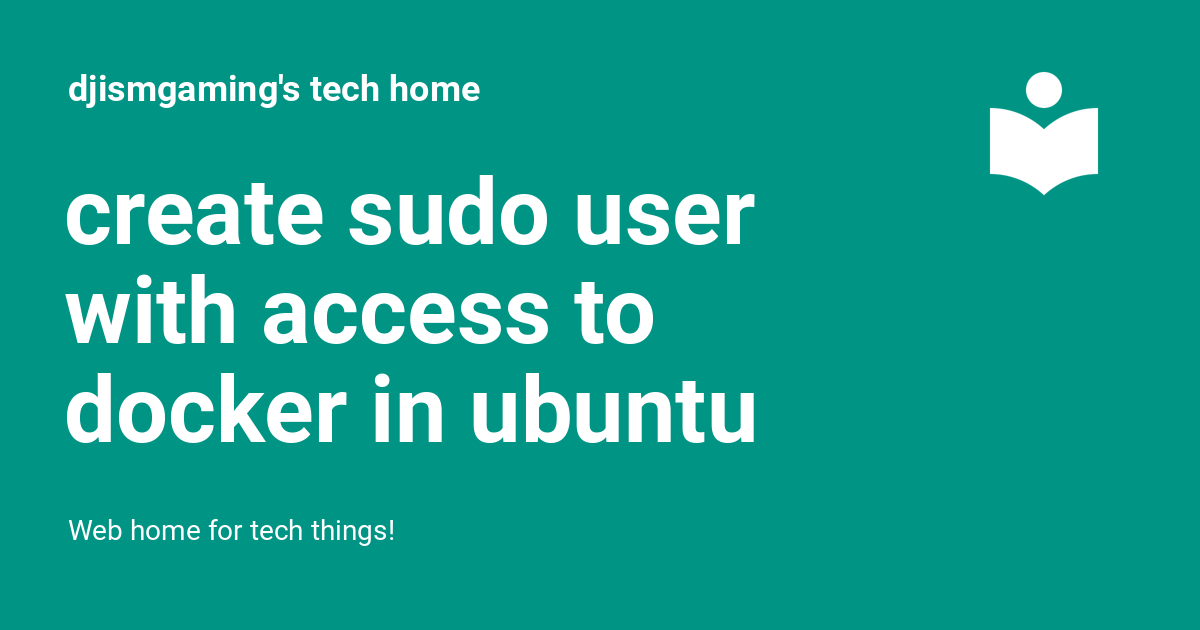 djismgaming's tech home
create sudo user
with access to
docker in ubuntu
Web home for tech things!